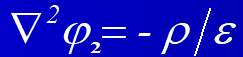 ∇²φ₂= - ρ/ε